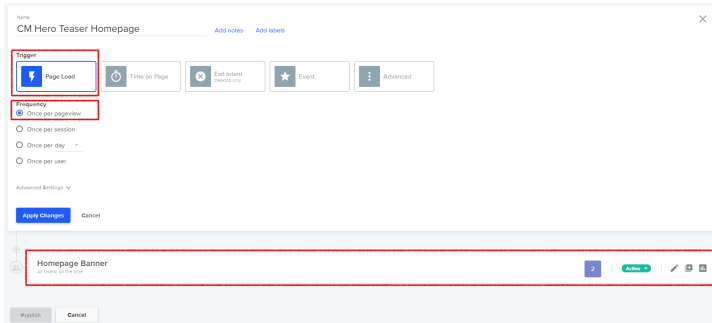 Name
CM Hero Teaser Homepage
Add notes Add labels
Trigger
Page Load
Time on Page
Exit Intent
Desktop only
Event
Advanced
Frequency
Once per pageview
Once per session
Once per day
Once per user
Advanced Settings
Apply Changes Cancel
Homepage Banner
All Users, all the time
2
Active
Publish Cancel